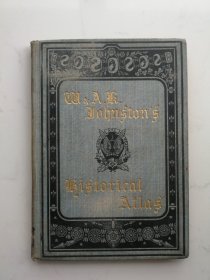 W. & A.K.
Johnston's
Historical
Atlas